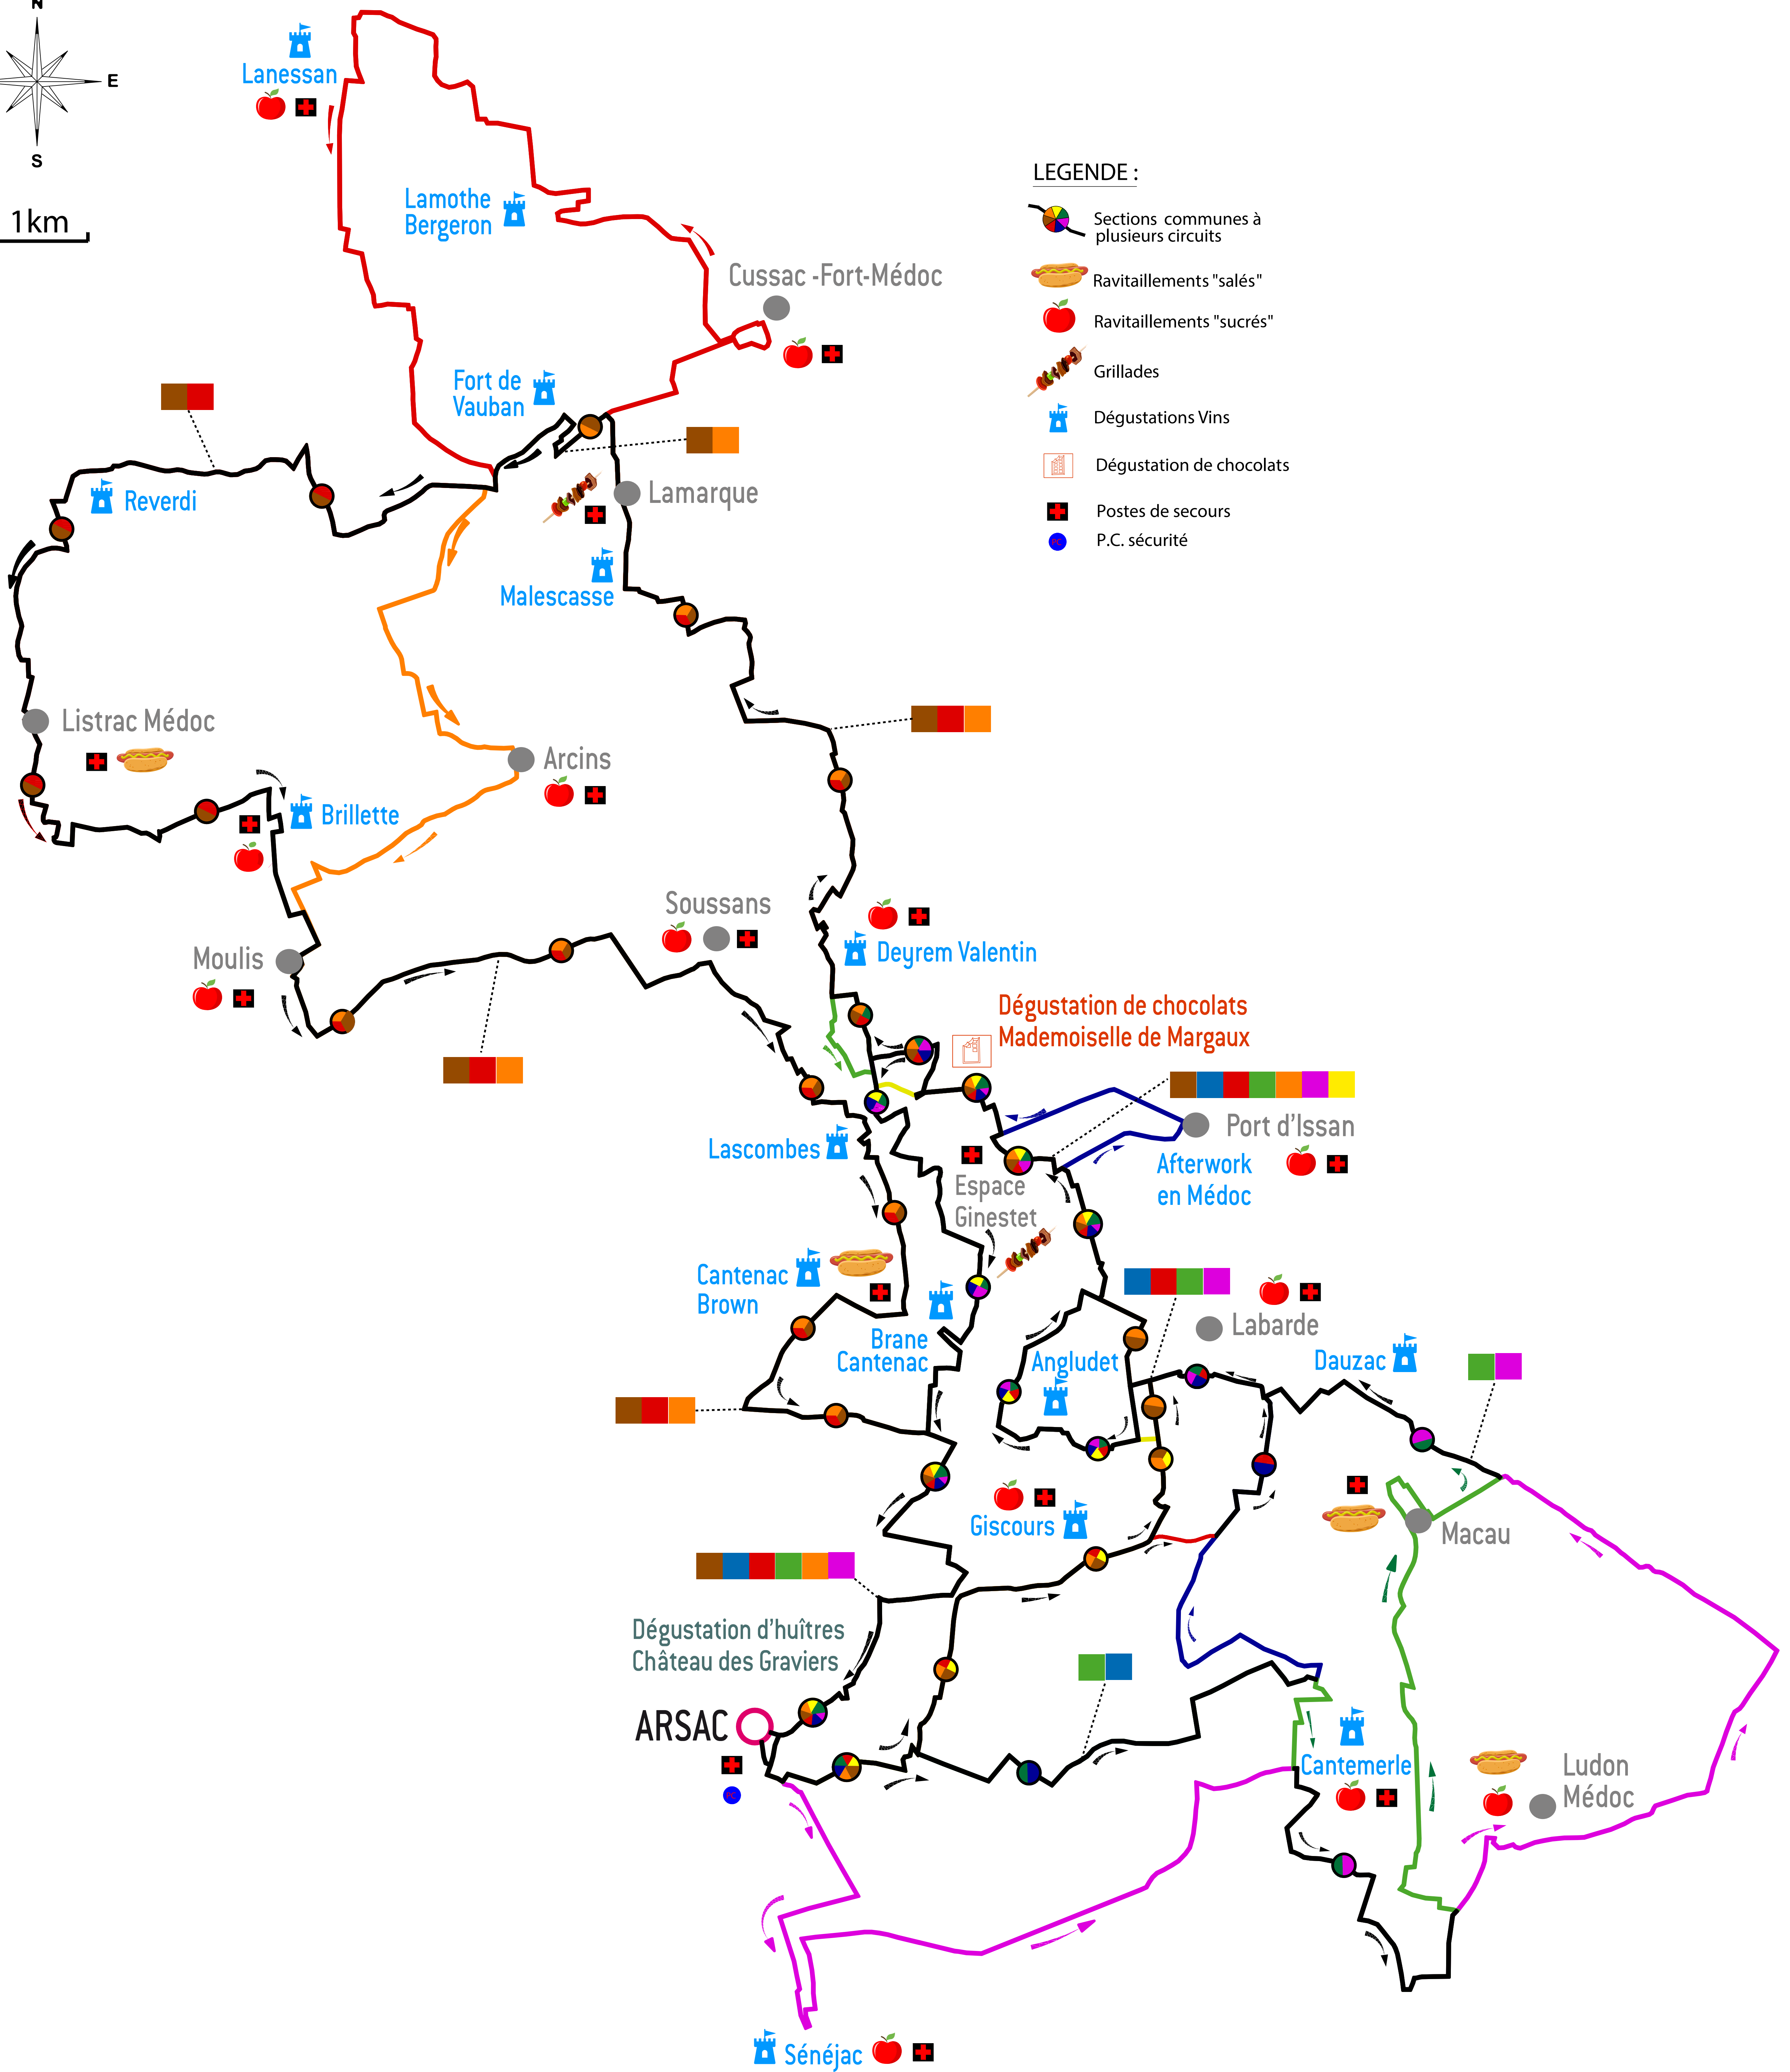 N
E
S
1km
Lanessan
Lamothe
Bergeron
LEGENDE :
Sections communes à
plusieurs circuits
Ravitaillements "salés"
Ravitaillements "sucrés"
Grillades
Dégustations Vins
Dégustation de chocolats
Postes de secours
P.C. sécurité
Cussac -Fort-Médoc
Fort de
Vauban
Reverdi
Lamarque
Malescasse
Listrac Médoc
Arcins
Brillette
Soussans
Deyrem Valentin
Moulis
Dégustation de chocolats
Mademoiselle de Margaux
Port d'Issan
Afterwork
en Médoc
Lascombes
Espace
Ginestet
Cantenac
Brown
Brane
Cantenac
Angludet
Labarde
Dauzac
Giscours
Macau
Dégustation d'huîtres
Château des Graviers
ARSAC
Cantemerle
Ludon
Médoc
Sénéjac